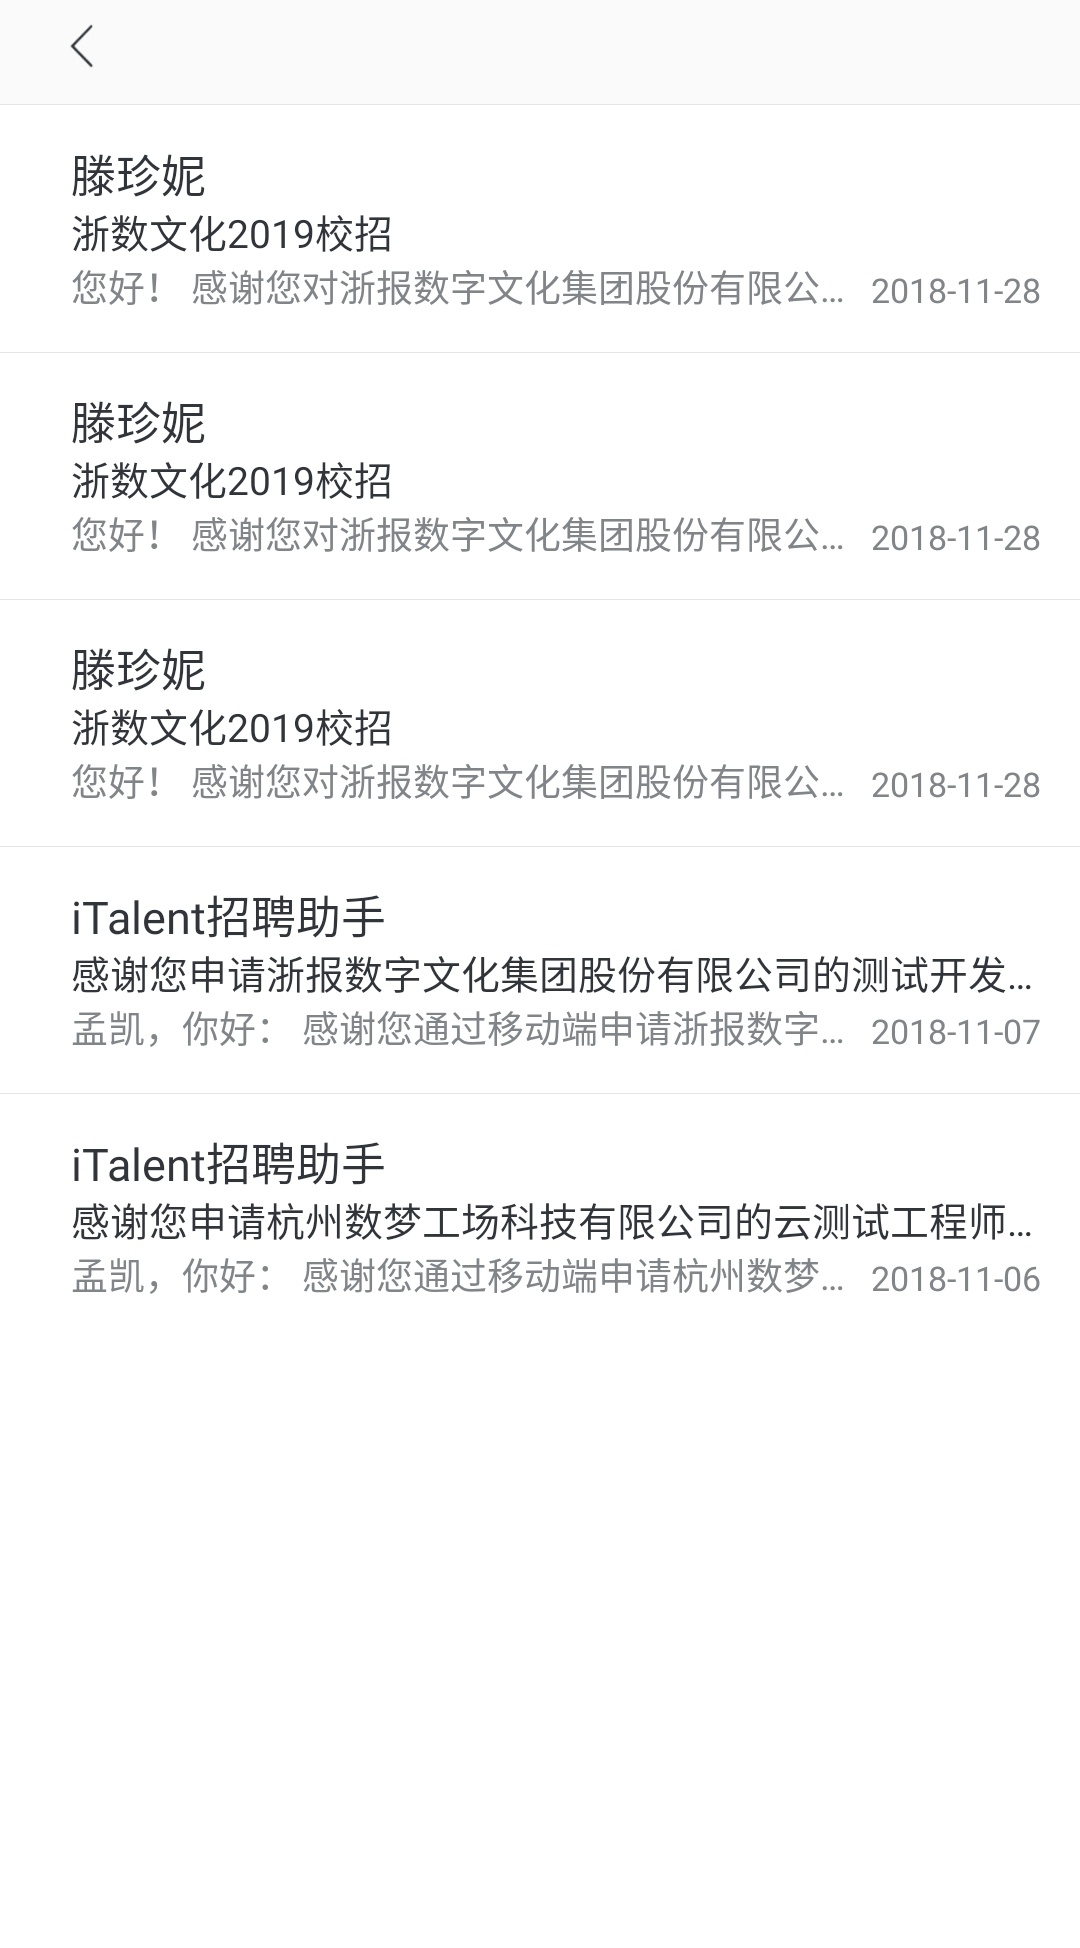 滕珍妮
浙数文化2019校招
您好！ 感谢您对浙报数字文化集团股份有限公... 2018-11-28
滕珍妮
浙数文化2019校招
您好！ 感谢您对浙报数字文化集团股份有限公... 2018-11-28
滕珍妮
浙数文化2019校招
您好！ 感谢您对浙报数字文化集团股份有限公... 2018-11-28
iTalent招聘助手
感谢您申请浙报数字文化集团股份有限公司的测试开发...
孟凯，你好： 感谢您通过移动端申请浙报数字... 2018-11-07
iTalent招聘助手
感谢您申请杭州数梦工场科技有限公司的云测试工程师...
孟凯，你好： 感谢您通过移动端申请杭州数梦... 2018-11-06